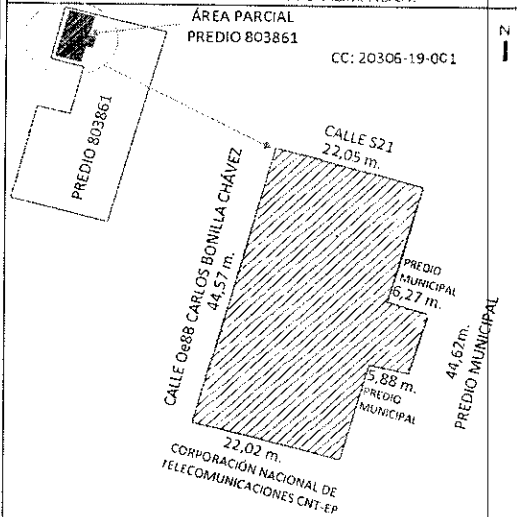 ÁREA PARCIAL
PREDIO 803861
CC: 20306-19-001
N
PREDIO 803861
CALLE S21
22,05 m.
CALLE Oe8B CARLOS BONILLA CHÁVEZ
44,57 m.
PREDIO
MUNICIPAL
6,27 m.
44,62m.
PREDIO MUNICIPAL
5,88 m.
PREDIO
MUNICIPAL
22,02 m.
CORPORACIÓN NACIONAL DE
TELECOMUNICACIONES CNT-EP